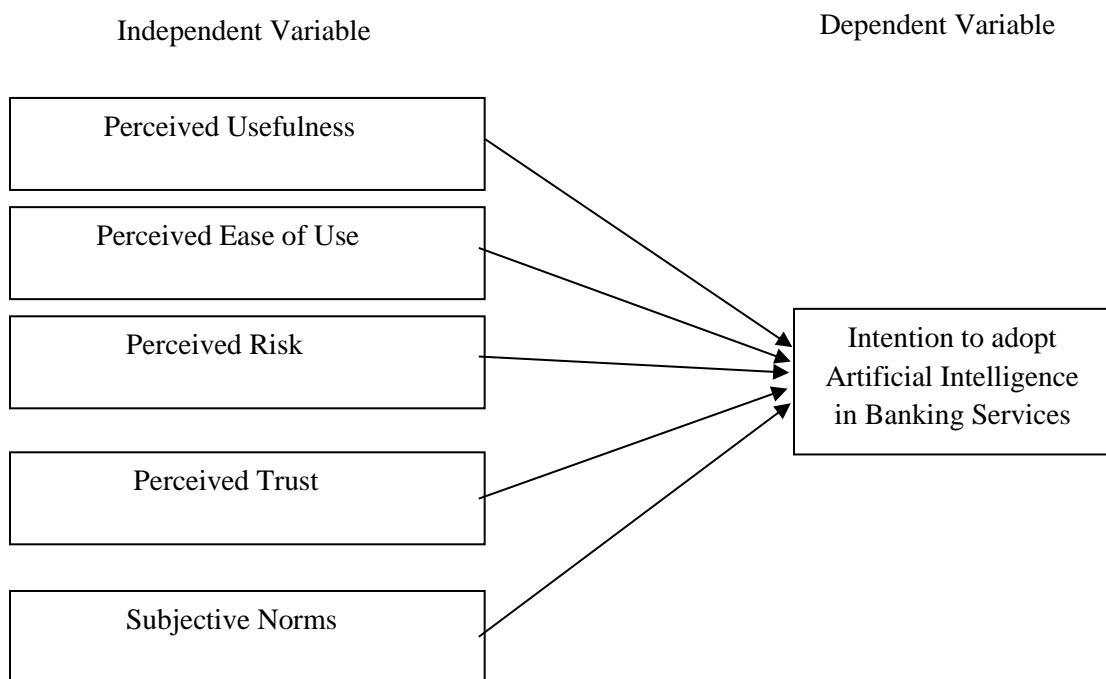 Independent Variable
Dependent Variable
Perceived Usefulness
Perceived Ease of Use
Perceived Risk
Perceived Trust
Subjective Norms
Intention to adopt
Artificial Intelligence
in Banking Services